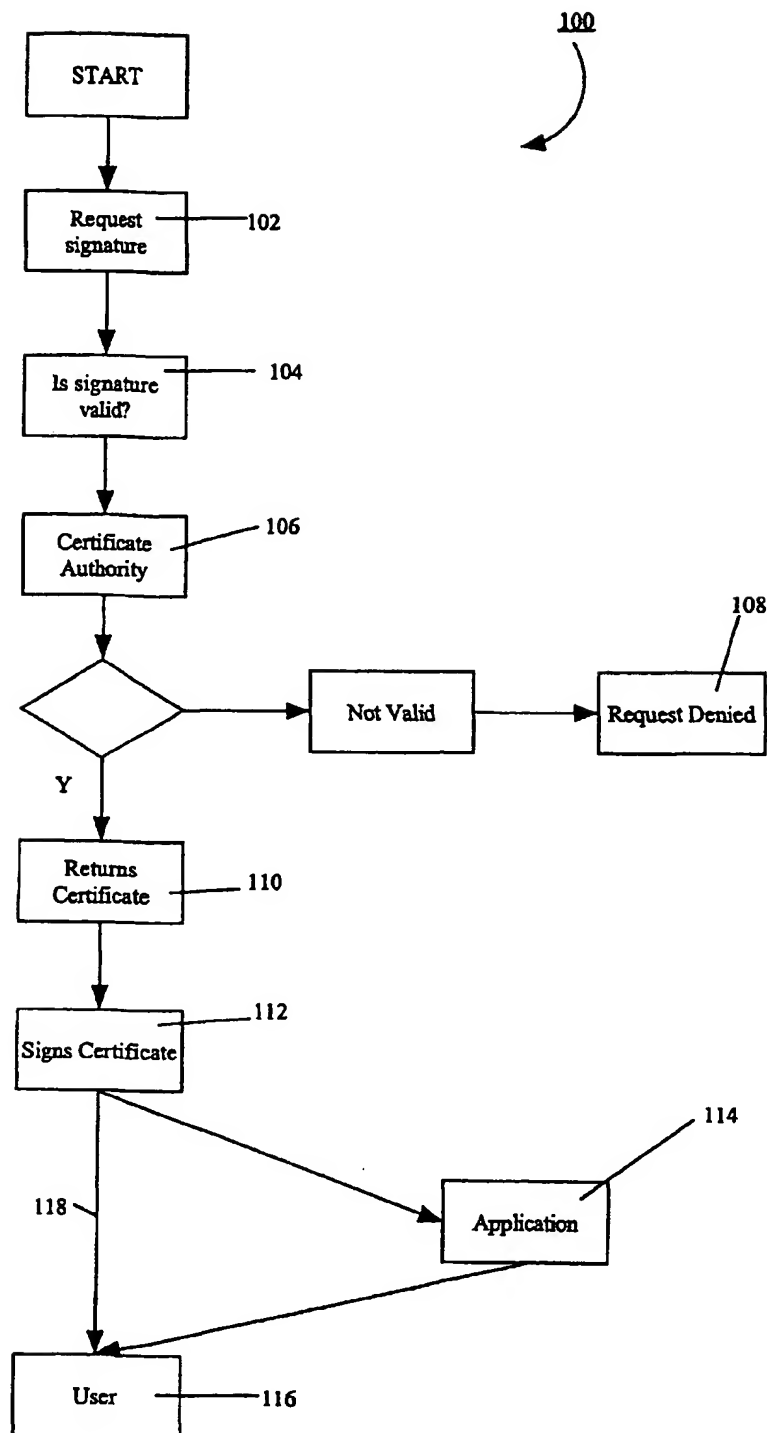 100
START
Request
signature
102
Is signature
valid?
104
Certificate
Authority
106
108
Not Valid
Request Denied
Y
Returns
Certificate
110
Signs Certificate
112
114
Application
118
User
116